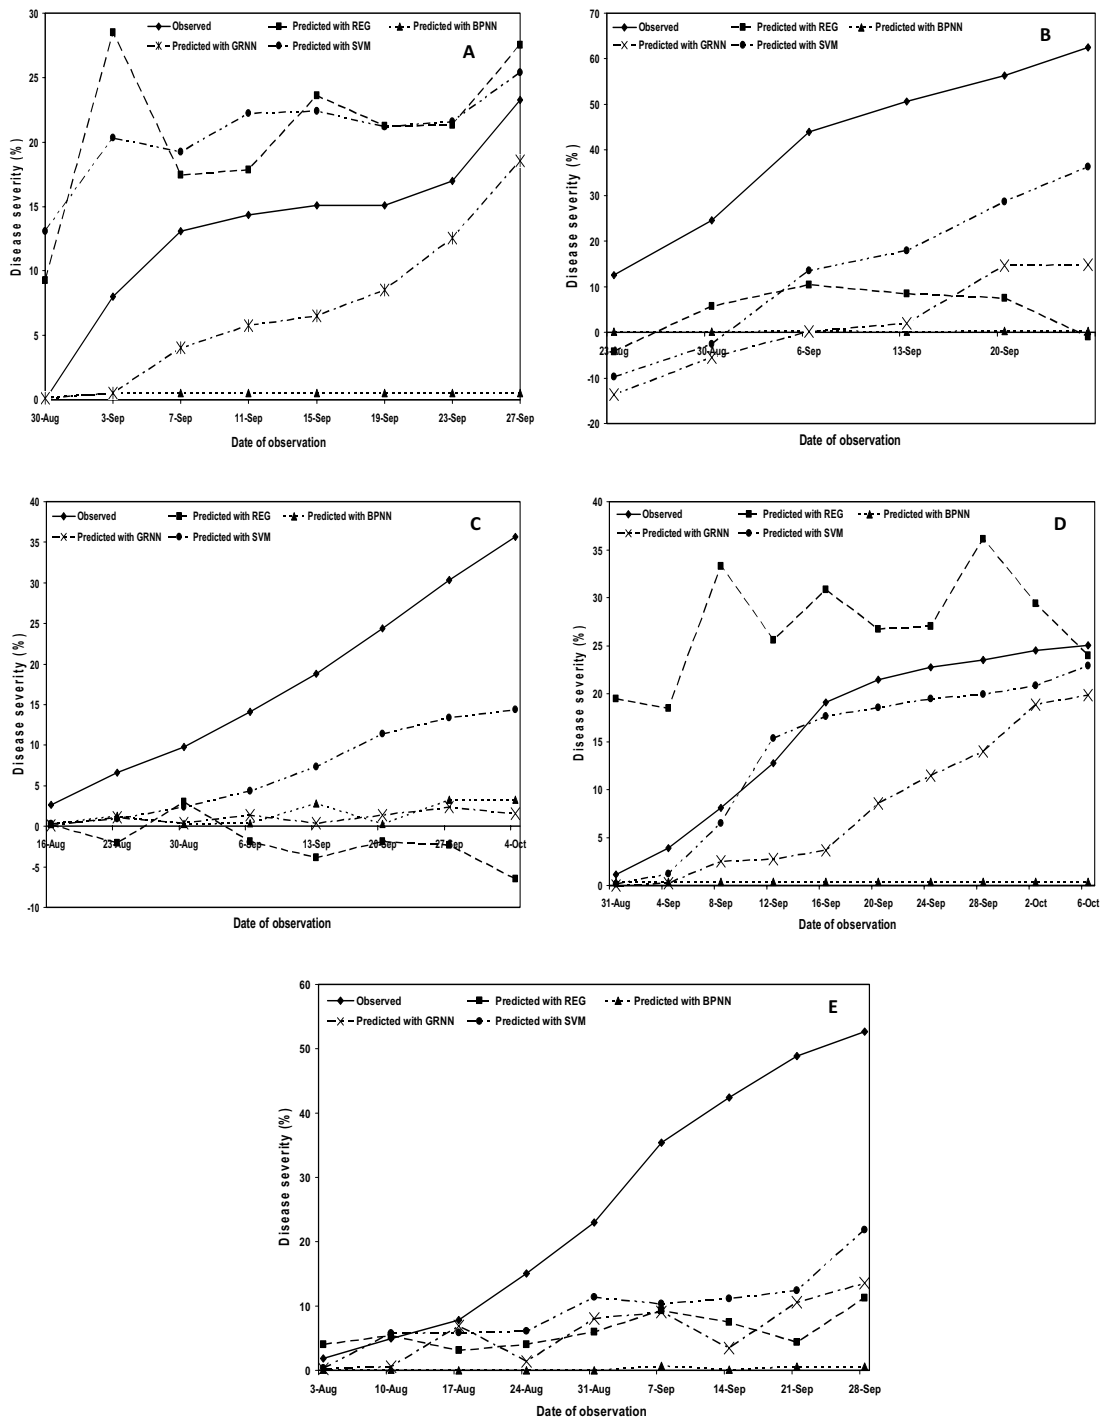 Observed Predicted with REG Predicted with BPNN
Predicted with GRNN Predicted with SVM
A
Disease severity (%)
30
25
20
15
10
5
0
30-Aug 3-Sep 7-Sep 11-Sep 15-Sep 19-Sep 23-Sep 27-Sep
Date of observation
Observed Predicted with REG Predicted with BPNN
Predicted with GRNN Predicted with SVM
B
Disease severity (%)
70
60
50
40
30
20
10
0
-10
-20
23-Aug 30-Aug 6-Sep 13-Sep 20-Sep
Date of observation
Observed Predicted with REG Predicted with BPNN
Predicted with GRNN Predicted with SVM
C
Disease severity (%)
40
35
30
25
20
15
10
5
0
-5
-10
16-Aug 23-Aug 30-Aug 6-Sep 13-Sep 20-Sep 27-Sep 4-Oct
Date of observation
Observed Predicted with REG Predicted with BPNN
Predicted with GRNN Predicted with SVM
D
Disease severity (%)
40
35
30
25
20
15
10
5
0
31-Aug 4-Sep 8-Sep 12-Sep 16-Sep 20-Sep 24-Sep 28-Sep 2-Oct 6-Oct
Date of observation
Observed Predicted with REG Predicted with BPNN
Predicted with GRNN Predicted with SVM
E
Disease severity (%)
60
50
40
30
20
10
0
3-Aug 10-Aug 17-Aug 24-Aug 31-Aug 7-Sep 14-Sep 21-Sep 28-Sep
Date of observation